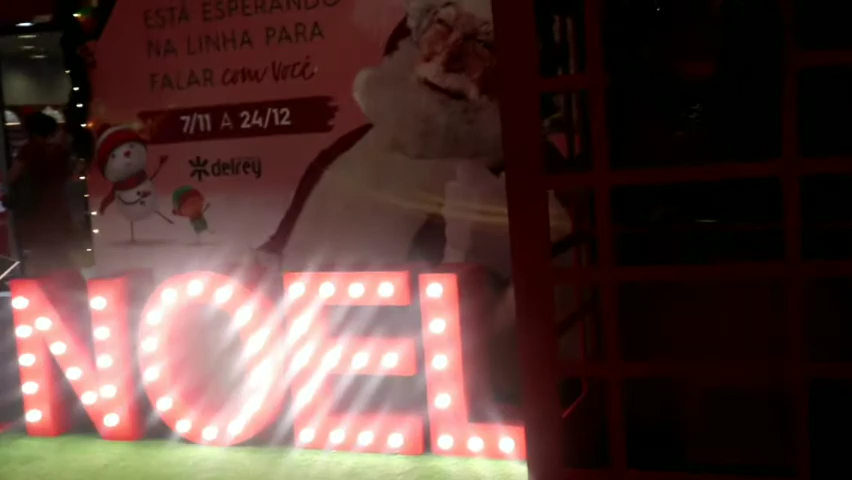 ESTÁ ESPERANDO
NA LINHA PARA
FALAR com você
7/11 A 24/12
delrey
NOEL